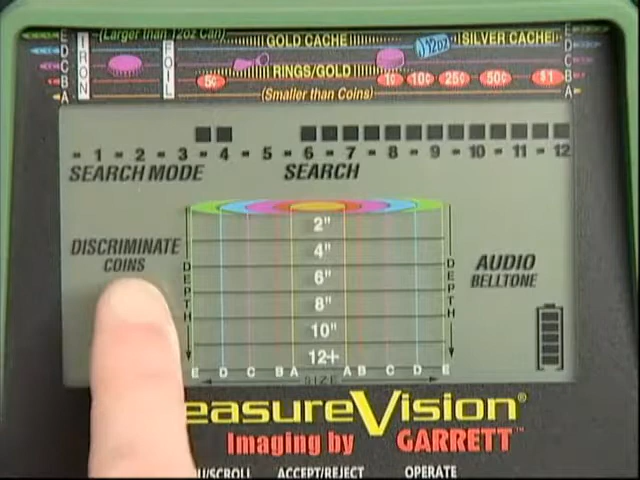 (Larger than 12oz Can)
GOLD CACHE
12oz
SILVER CACHE
E
D
C
B
A
IRON
FOIL
5¢
RINGS/GOLD
1¢ 10¢ 25¢ 50¢ $1
E
D
C
B
A
(Smaller than Coins)
1 2 3 4 5 6 7 8 9 10 11 12
SEARCH MODE SEARCH
DISCRIMINATE
COINS
DEPTH
2"
4"
6"
8"
10"
12+
DEPTH
AUDIO
BELLTONE
E D C B A A B C D E
SIZE
easureVision®
Imaging by GARRETT™
U/SCROLL ACCEPT/REJECT OPERATE